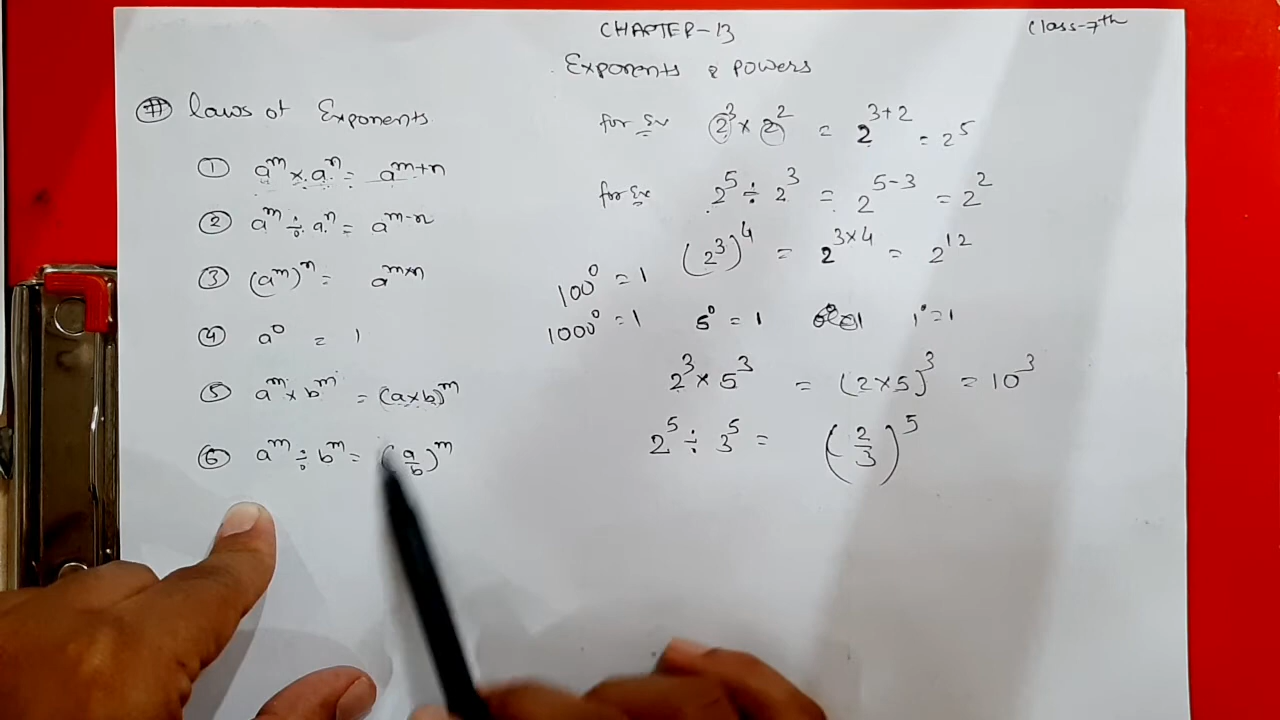 CHAPTER-13
Class-7th
Exponents & Powers
# laws of Exponents
① a^m × a^n = a^m+n
for Ex 2^3 × 2^2 = 2^3+2 = 2^5
② a^m ÷ a^n = a^m-n
for Ex 2^5 ÷ 2^3 = 2^5-3 = 2^2
③ (a^m)^n = a^m×n
(2^3)^4 = 2^3×4 = 2^12
100^0 = 1
④ a^0 = 1
1000^0 = 1 5^0 = 1 1^0 = 1
⑤ a^m × b^m = (a×b)^m
2^3 × 5^3 = (2×5)^3 = 10^3
⑥ a^m ÷ b^m = (a/b)^m
2^5 ÷ 3^5 = (2/3)^5